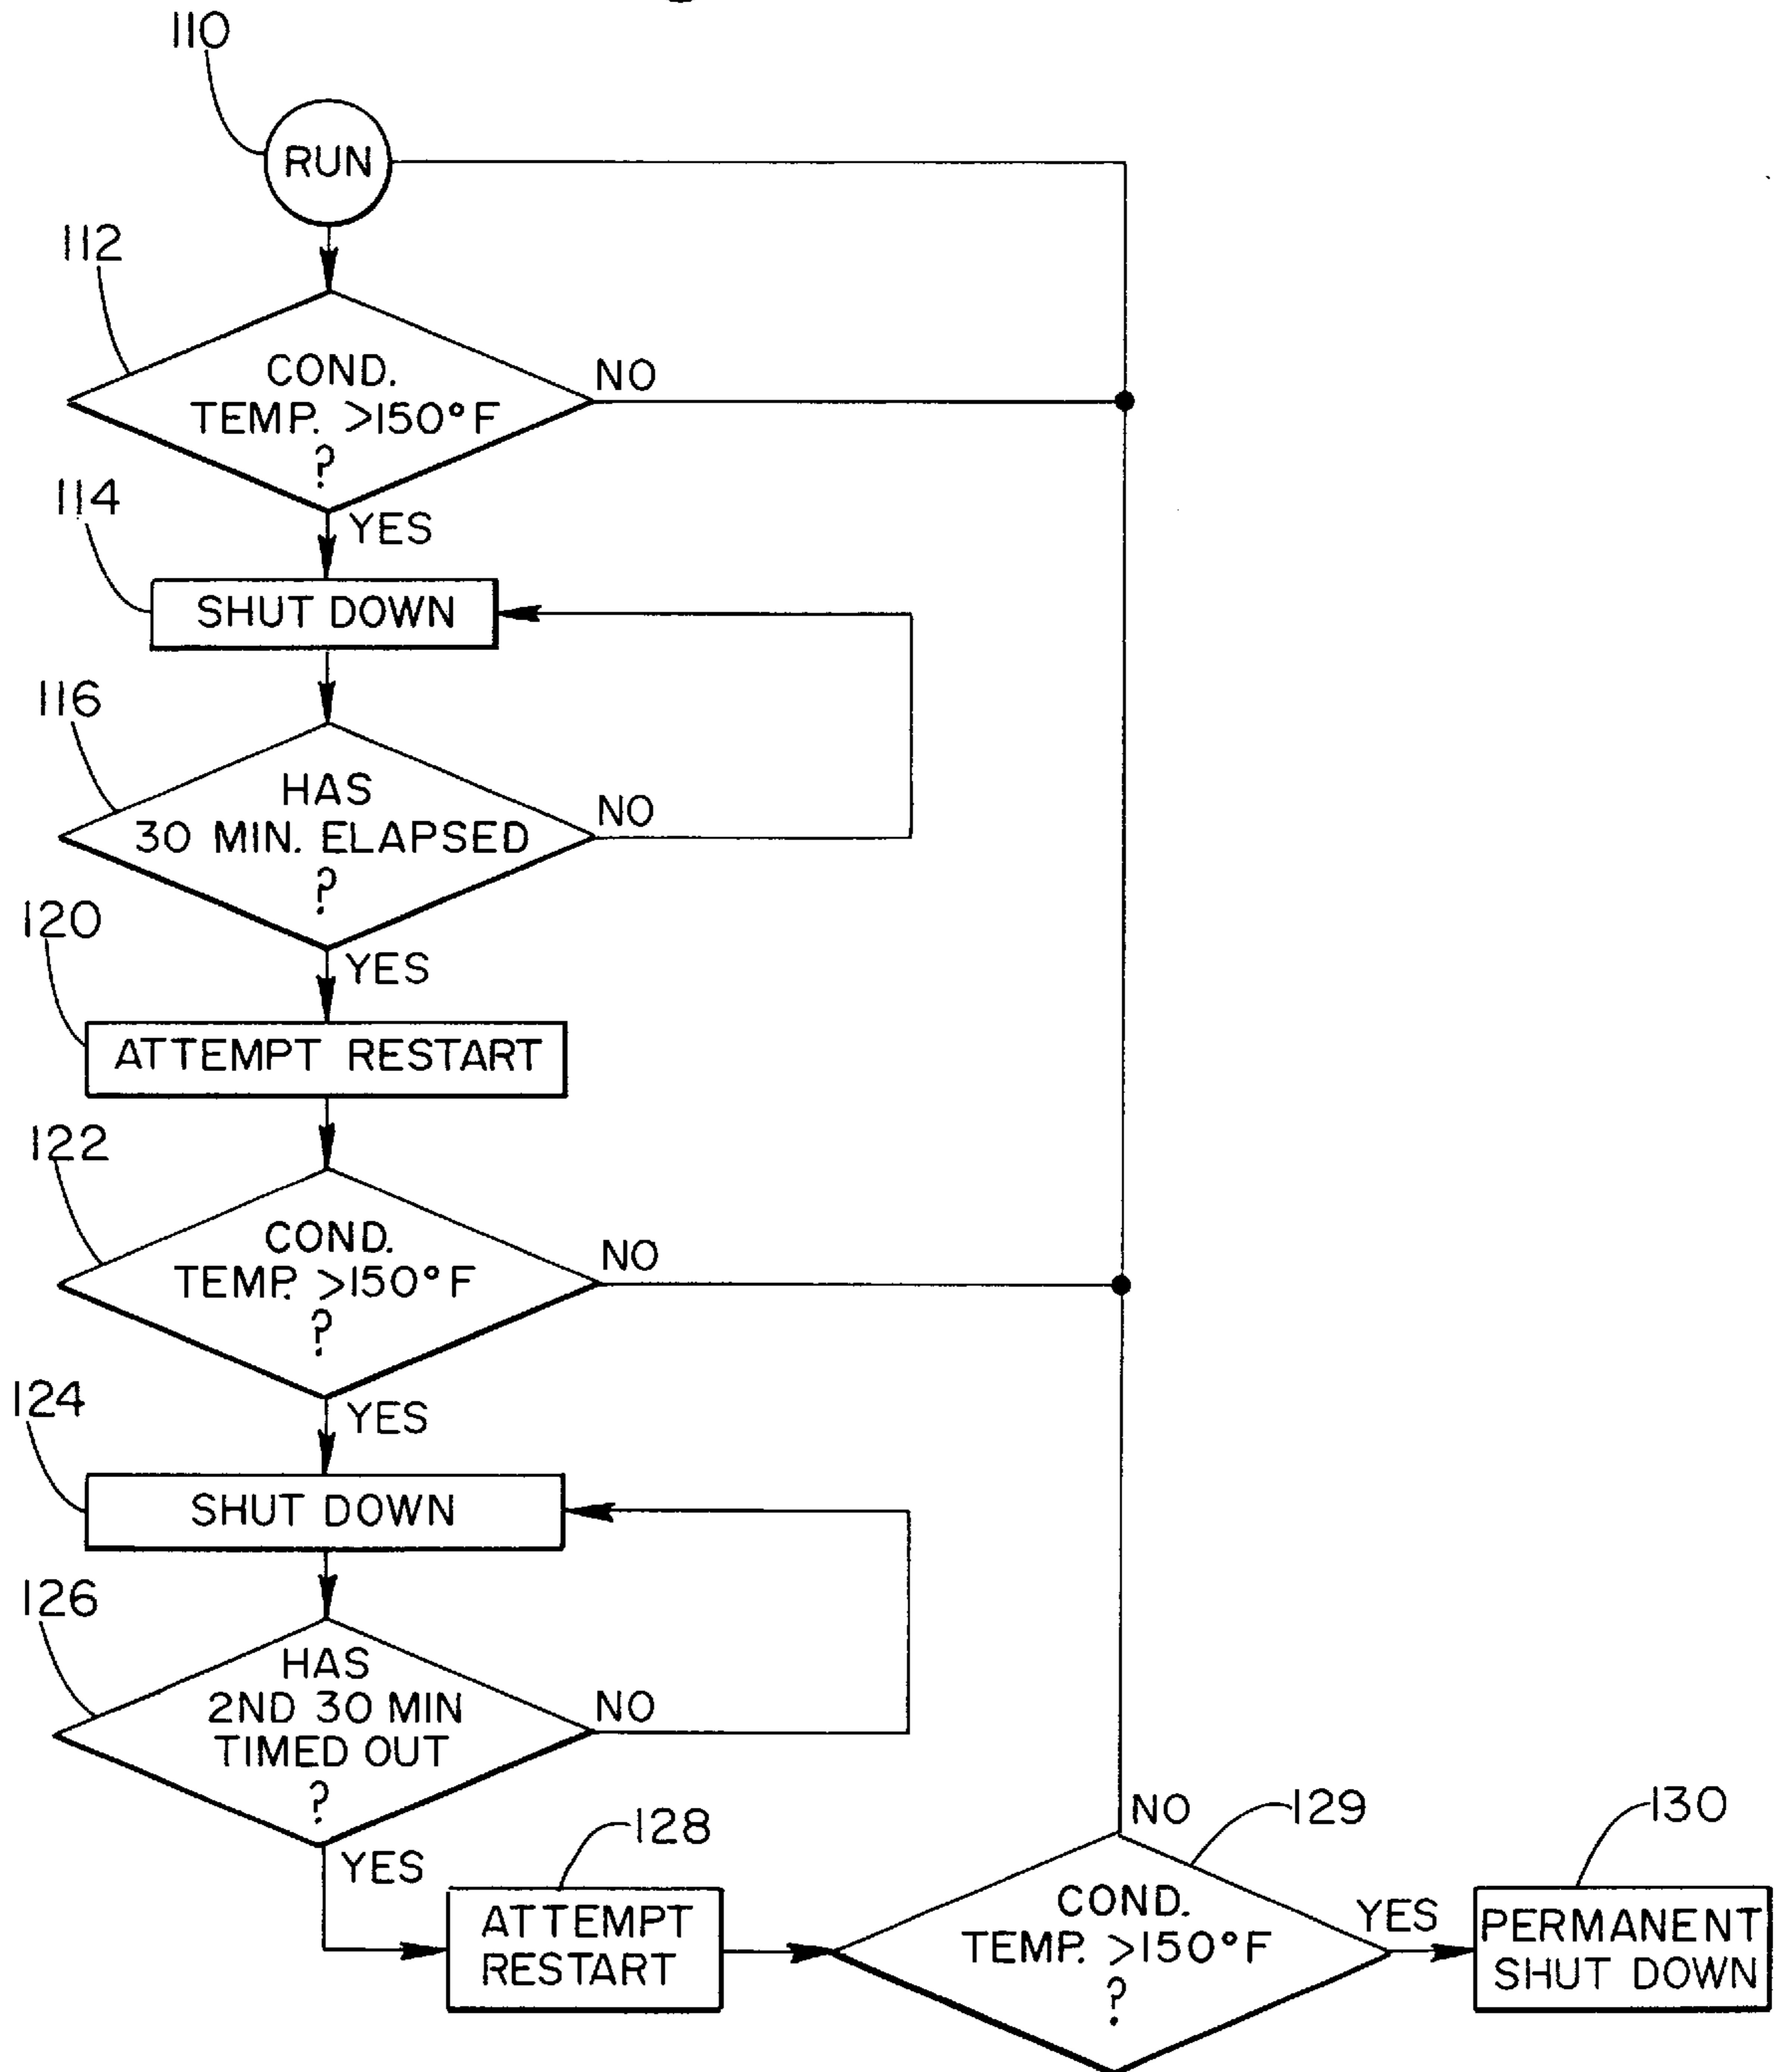 110
RUN
112
COND.
TEMP. >150°F
?
NO
YES
114
SHUT DOWN
116
HAS
30 MIN. ELAPSED
?
NO
YES
120
ATTEMPT RESTART
122
COND.
TEMP. >150°F
?
NO
YES
124
SHUT DOWN
126
HAS
2ND 30 MIN
TIMED OUT
?
NO
YES
128
ATTEMPT
RESTART
129
NO
COND.
TEMP. >150°F
?
YES
130
PERMANENT
SHUT DOWN